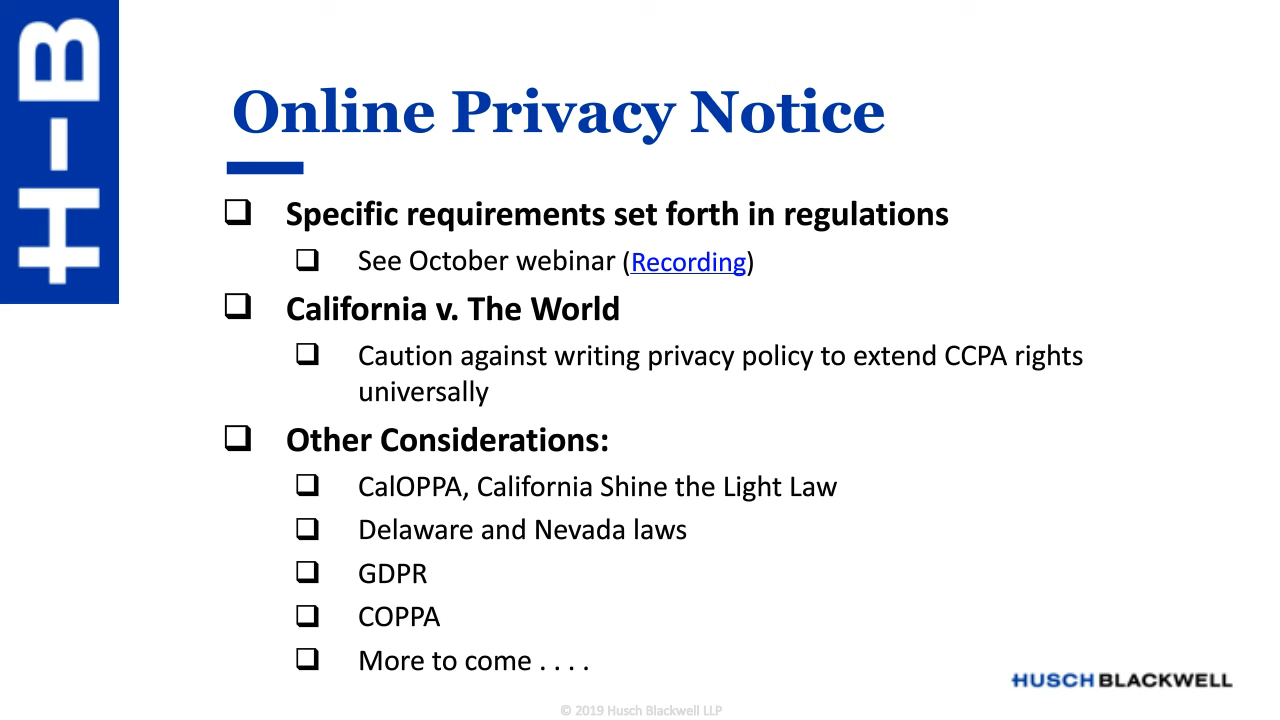 H-B
Online Privacy Notice
❑ Specific requirements set forth in regulations
❑ See October webinar (Recording)
❑ California v. The World
❑ Caution against writing privacy policy to extend CCPA rights
universally
❑ Other Considerations:
❑ CalOPPA, California Shine the Light Law
❑ Delaware and Nevada laws
❑ GDPR
❑ COPPA
❑ More to come . . . .
HUSCH BLACKWELL
© 2019 Husch Blackwell LLP